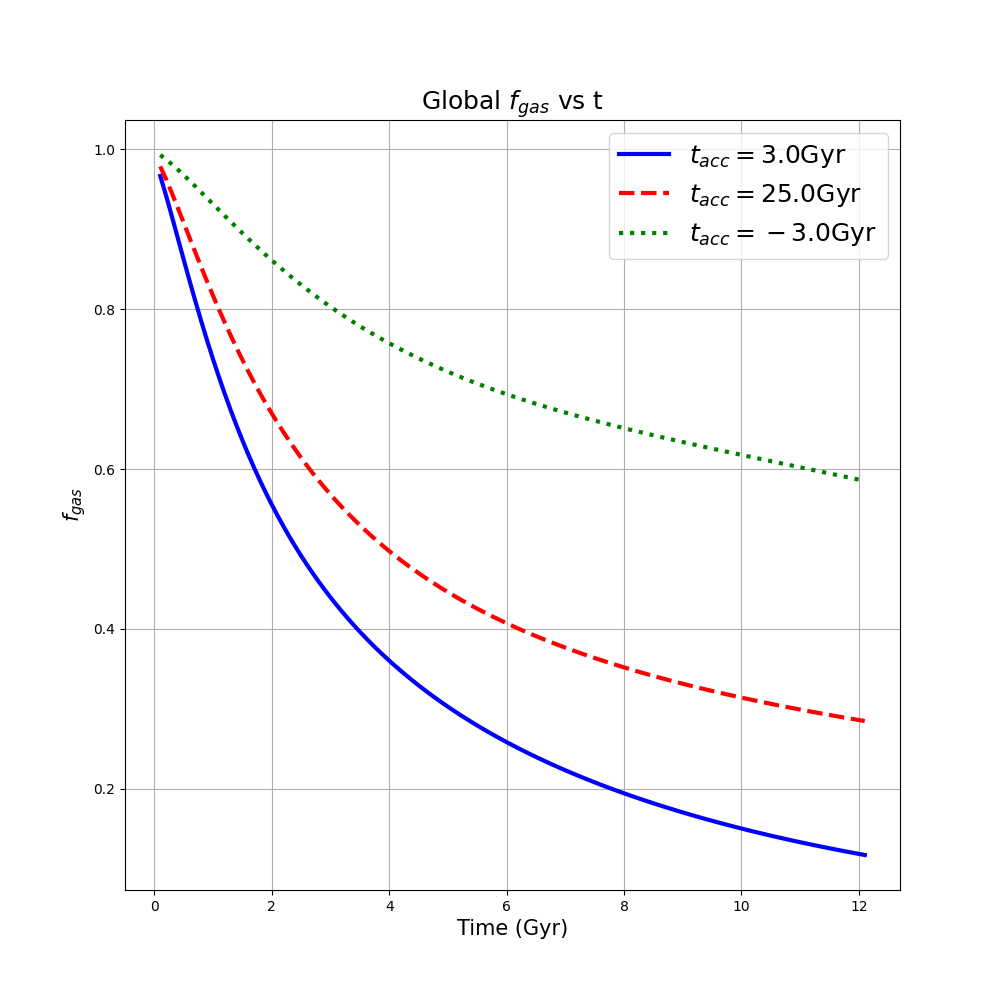 Global f_gas vs t
t_acc = 3.0Gyr
t_acc = 25.0Gyr
t_acc = −3.0Gyr
1.0
0.8
0.6
0.4
0.2
f_gas
0 2 4 6 8 10 12
Time (Gyr)